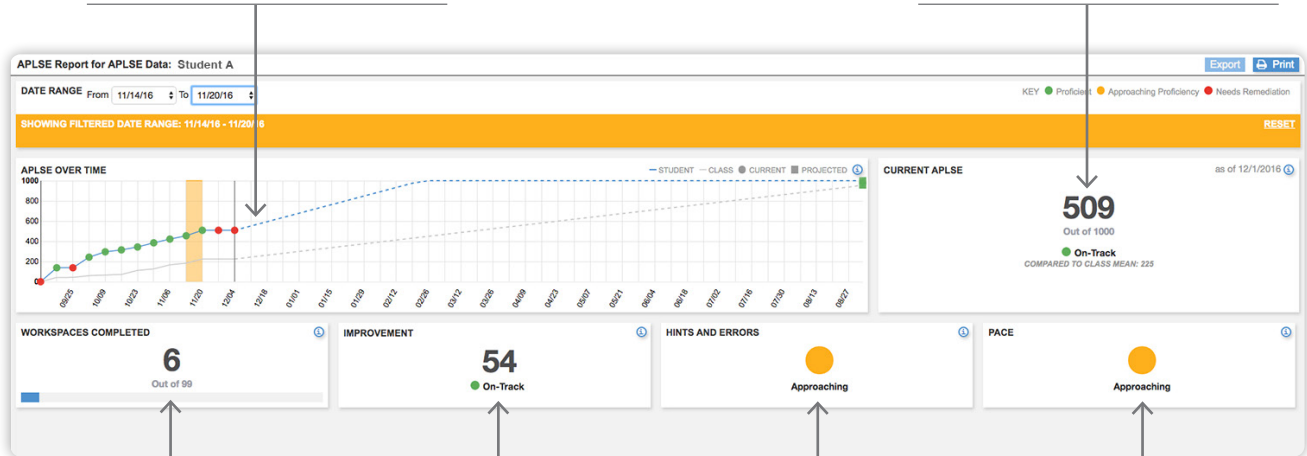 APLSE Report for APLSE Data: Student A
Export Print
DATE RANGE From 11/14/16 To 11/20/16
KEY Proficient Approaching Proficiency Needs Remediation
SHOWING FILTERED DATE RANGE: 11/14/16 - 11/20/16
RESET
APLSE OVER TIME
STUDENT CLASS CURRENT PROJECTED
1000
800
600
400
200
0
09/25 10/09 10/23 11/06 11/20 12/04 12/18 01/01 01/15 01/29 02/12 02/26 03/12 03/26 04/09 04/23 05/07 05/21 06/04 06/18 07/02 07/16 07/30 08/13 08/27
CURRENT APLSE
as of 12/1/2016
509
Out of 1000
On-Track
COMPARED TO CLASS MEAN: 225
WORKSPACES COMPLETED
6
Out of 99
IMPROVEMENT
54
On-Track
HINTS AND ERRORS
Approaching
PACE
Approaching